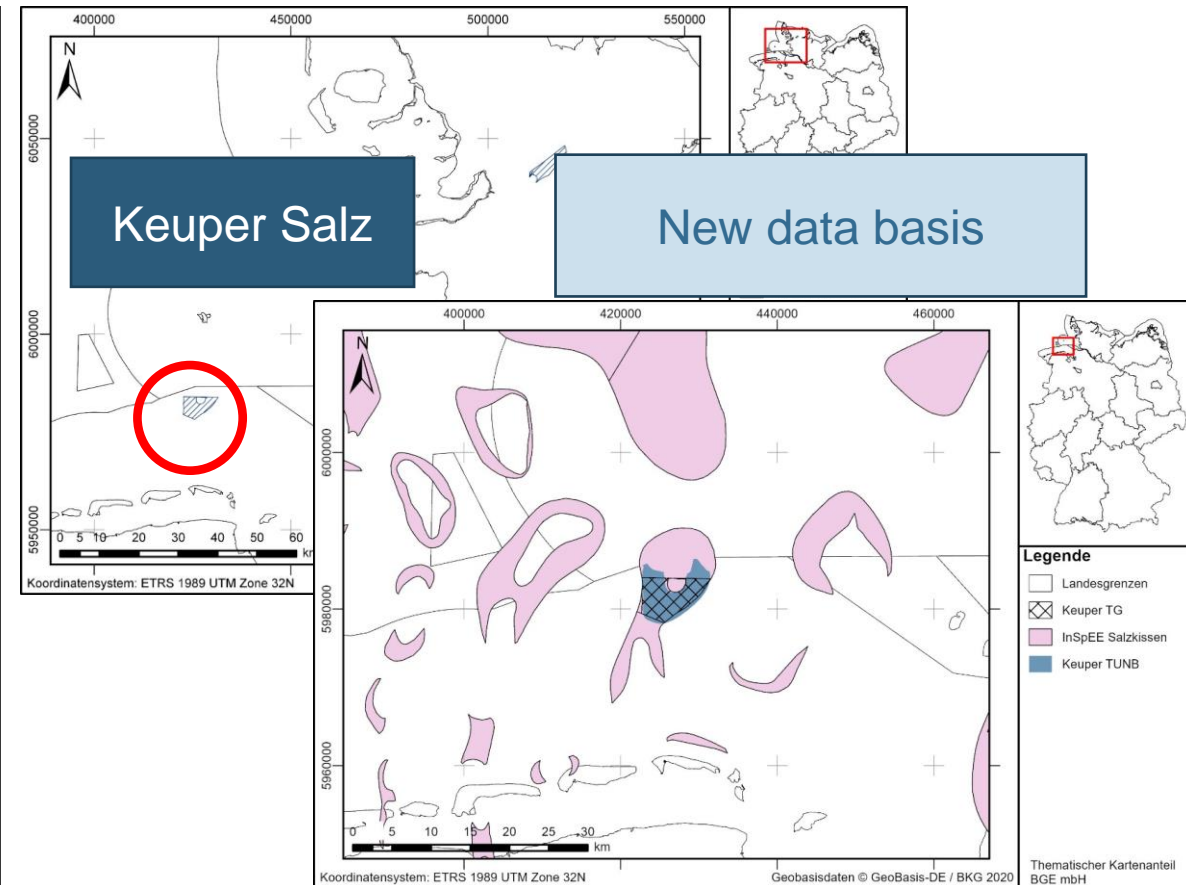 400000 450000 500000 550000
N
6050000
Keuper Salz
New data basis
6000000
5950000
0 5 10 20 30 40 50 60
Koordinatensystem: ETRS 1989 UTM Zone 32N
400000 420000 440000 460000
N
6000000
5980000
5960000
0 5 10 15 20 25 30
km
Koordinatensystem: ETRS 1989 UTM Zone 32N
Geobasisdaten © GeoBasis-DE / BKG 2020
Legende
Landesgrenzen
Keuper TG
InSpEE Salzkissen
Keuper TUNB
Thematischer Kartenanteil
BGE mbH